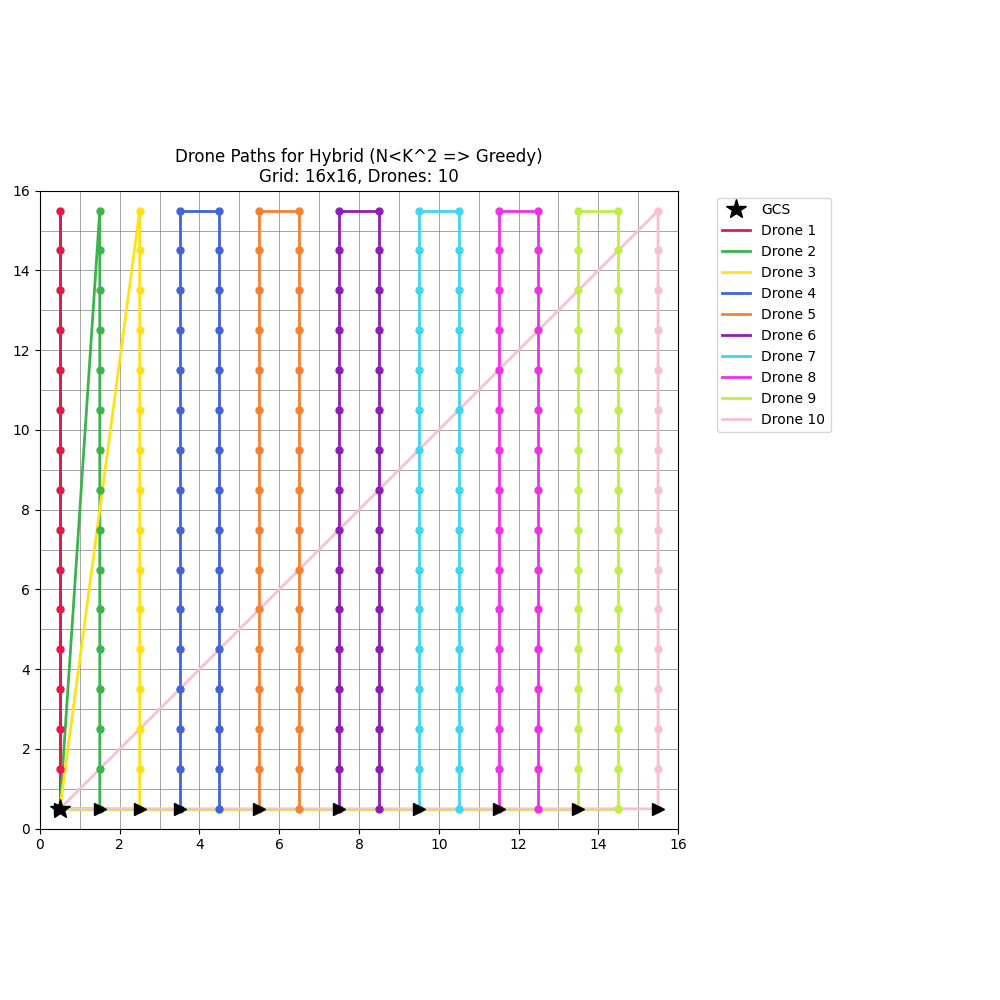 Drone Paths for Hybrid (N<K^2 => Greedy)
Grid: 16x16, Drones: 10
16
14
12
10
8
6
4
2
0
0 2 4 6 8 10 12 14 16
GCS
Drone 1
Drone 2
Drone 3
Drone 4
Drone 5
Drone 6
Drone 7
Drone 8
Drone 9
Drone 10